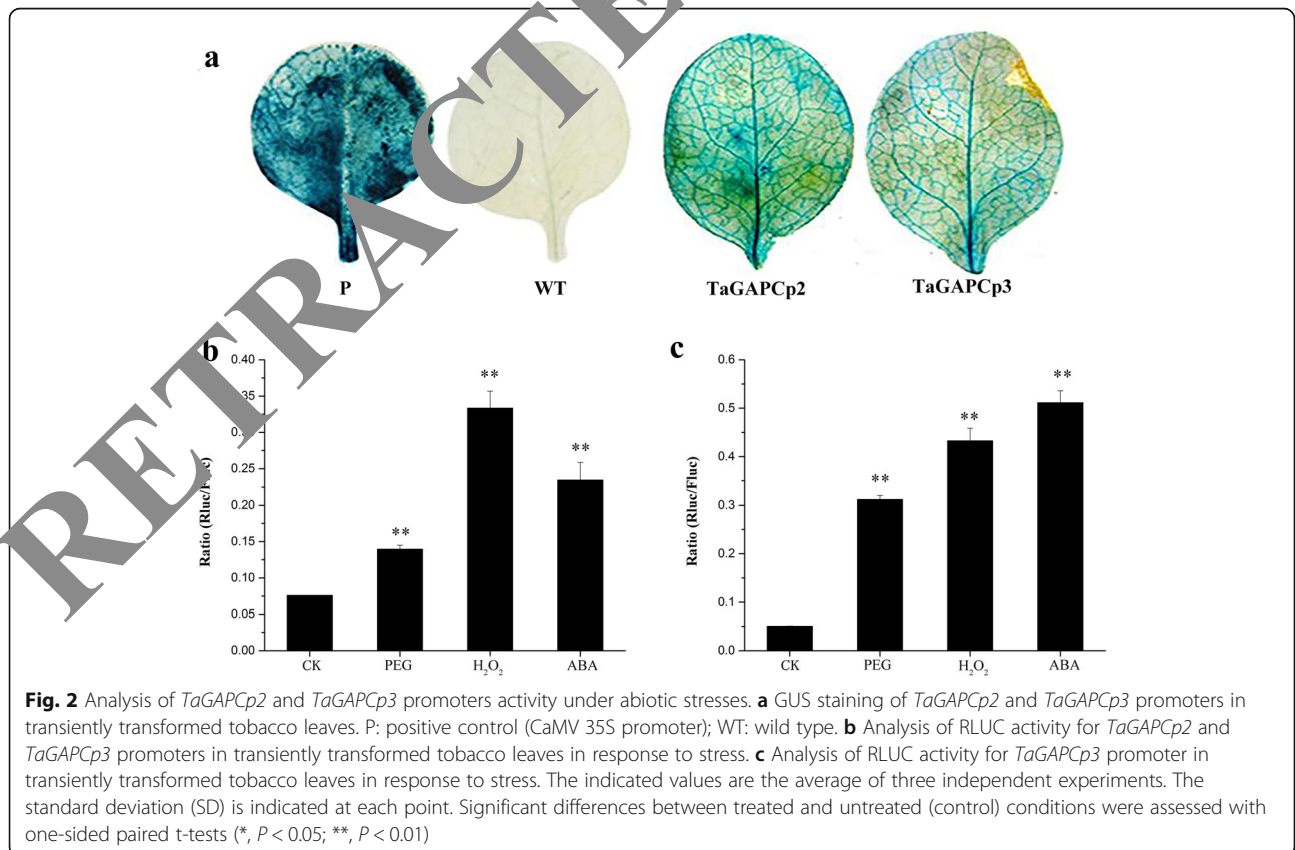 RETRACTE
a
P
WT
TaGAPCp2
TaGAPCp3
b
Ratio (Rluc/F
0.40
.35
0.25
0.20
0.15
0.10
0.05
0.00
**
**
**
CK
PEG
H₂O₂
ABA
c
Ratio (Rluc/Fluc)
0.6
0.5
0.4
0.3
0.2
0.1
0.0
**
**
**
CK
PEG
H₂O₂
ABA
Fig. 2 Analysis of TaGAPCp2 and TaGAPCp3 promoters activity under abiotic stresses. a GUS staining of TaGAPCp2 and TaGAPCp3 promoters in
transiently transformed tobacco leaves. P: positive control (CaMV 35S promoter); WT: wild type. b Analysis of RLUC activity for TaGAPCp2 and
TaGAPCp3 promoters in transiently transformed tobacco leaves in response to stress. c Analysis of RLUC activity for TaGAPCp3 promoter in
transiently transformed tobacco leaves in response to stress. The indicated values are the average of three independent experiments. The
standard deviation (SD) is indicated at each point. Significant differences between treated and untreated (control) conditions were assessed with
one-sided paired t-tests (*, P < 0.05; **, P < 0.01)